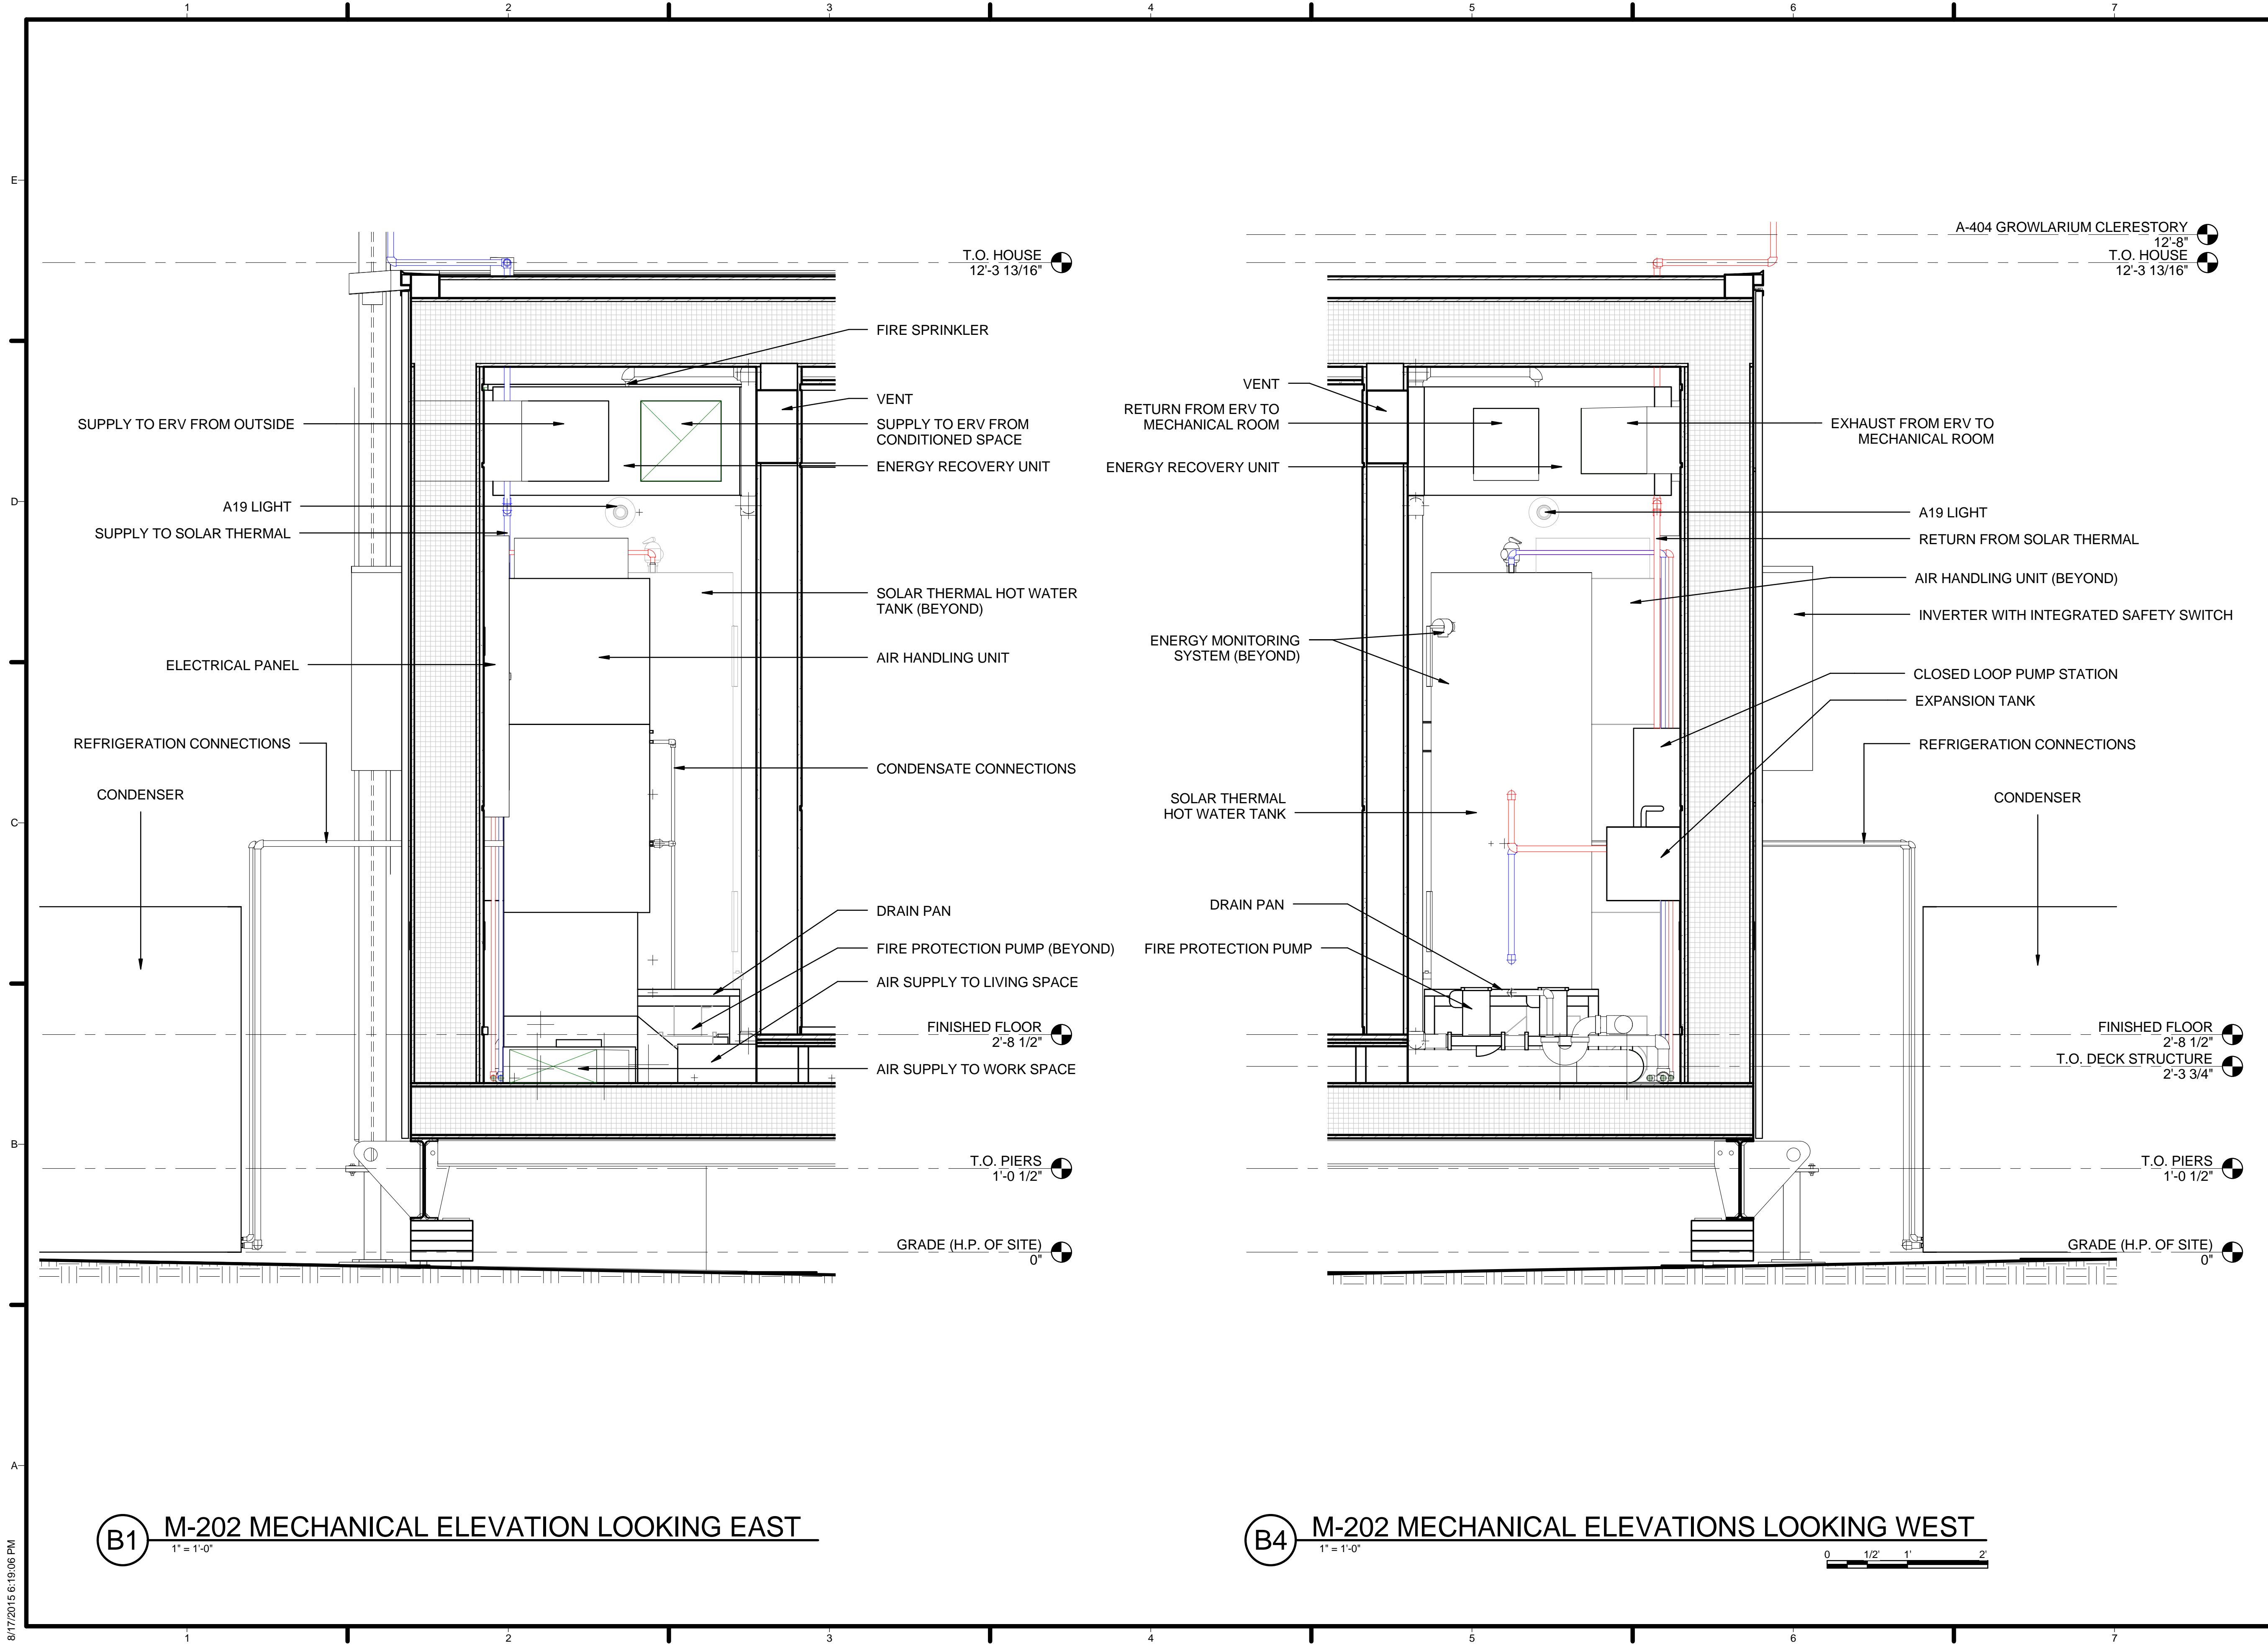 1 2 3 4 5 6 7
E
D
C
B
A
T.O. HOUSE
12'-3 13/16"
FIRE SPRINKLER
VENT
SUPPLY TO ERV FROM OUTSIDE
SUPPLY TO ERV FROM
CONDITIONED SPACE
ENERGY RECOVERY UNIT
A19 LIGHT
SUPPLY TO SOLAR THERMAL
SOLAR THERMAL HOT WATER
TANK (BEYOND)
ELECTRICAL PANEL
AIR HANDLING UNIT
REFRIGERATION CONNECTIONS
CONDENSATE CONNECTIONS
CONDENSER
DRAIN PAN
FIRE PROTECTION PUMP (BEYOND)
AIR SUPPLY TO LIVING SPACE
FINISHED FLOOR
2'-8 1/2"
AIR SUPPLY TO WORK SPACE
T.O. PIERS
1'-0 1/2"
GRADE (H.P. OF SITE)
0"
B1
M-202 MECHANICAL ELEVATION LOOKING EAST
1" = 1'-0"
A-404 GROWLARIUM CLERESTORY
12'-8"
T.O. HOUSE
12'-3 13/16"
VENT
RETURN FROM ERV TO
MECHANICAL ROOM
EXHAUST FROM ERV TO
MECHANICAL ROOM
ENERGY RECOVERY UNIT
A19 LIGHT
RETURN FROM SOLAR THERMAL
AIR HANDLING UNIT (BEYOND)
INVERTER WITH INTEGRATED SAFETY SWITCH
ENERGY MONITORING
SYSTEM (BEYOND)
CLOSED LOOP PUMP STATION
EXPANSION TANK
REFRIGERATION CONNECTIONS
SOLAR THERMAL
HOT WATER TANK
CONDENSER
DRAIN PAN
FIRE PROTECTION PUMP
FINISHED FLOOR
2'-8 1/2"
T.O. DECK STRUCTURE
2'-3 3/4"
T.O. PIERS
1'-0 1/2"
GRADE (H.P. OF SITE)
0"
B4
M-202 MECHANICAL ELEVATIONS LOOKING WEST
1" = 1'-0"
0 1/2' 1' 2'
8/17/2015 6:19:06 PM
1 2 3 4 5 6 7